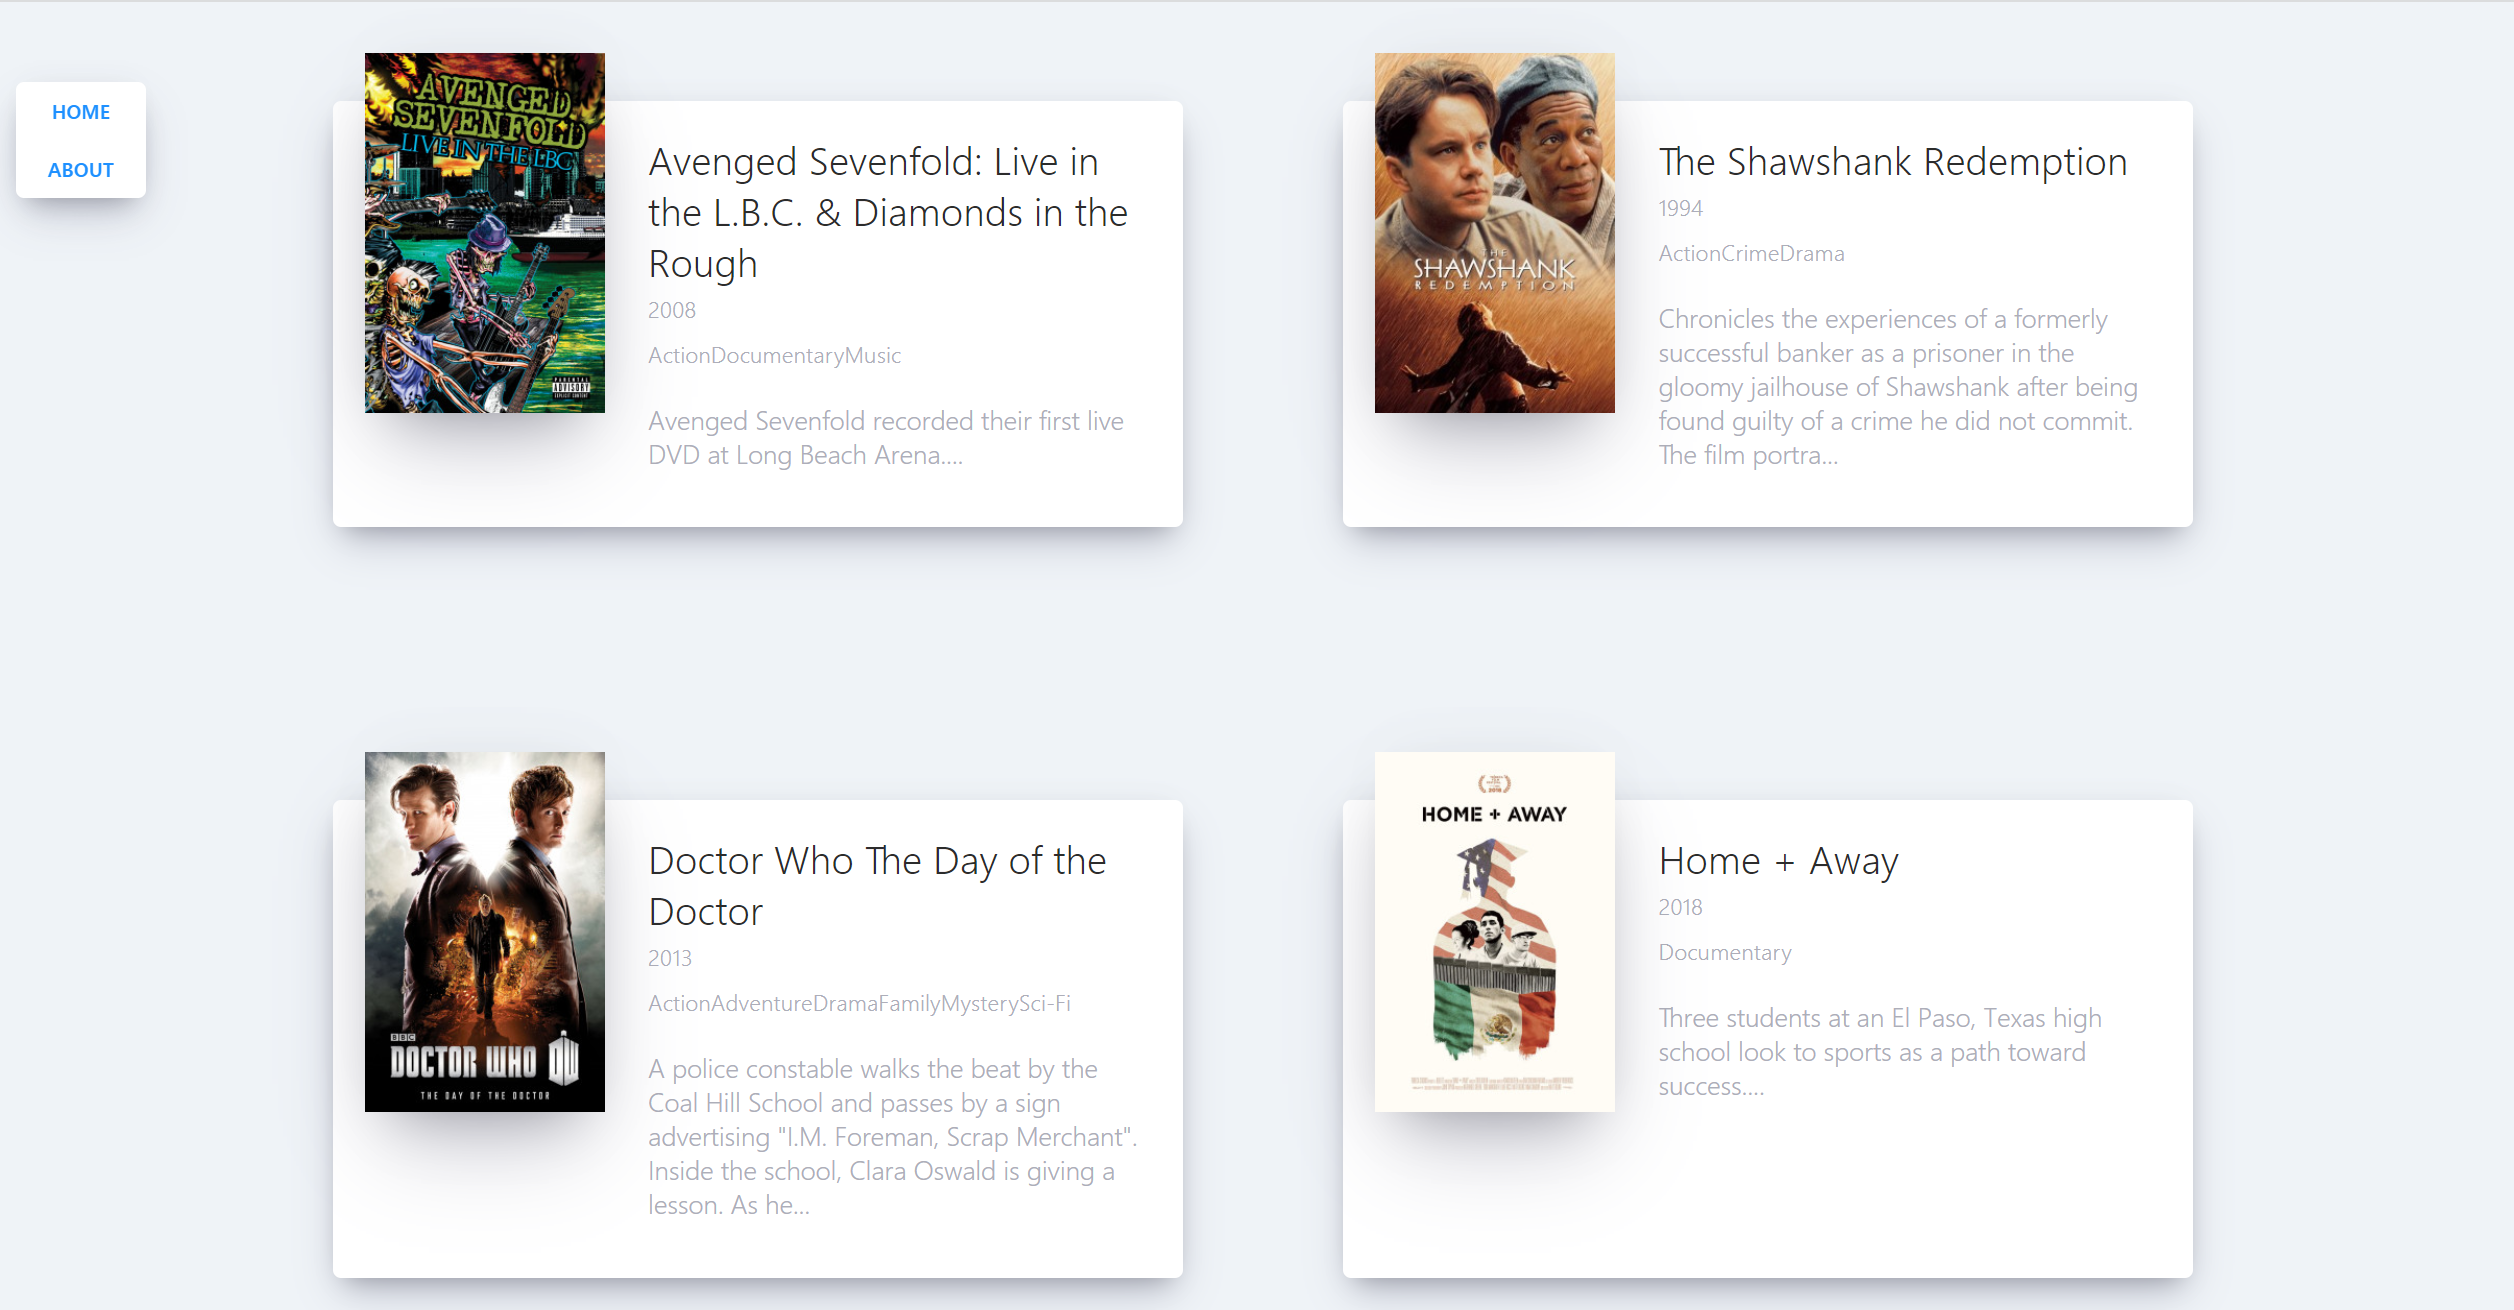 HOME
ABOUT
AVENGED
SEVENFOLD
LIVE IN THE LBC
PARENTAL
ADVISORY
EXPLICIT CONTENT
Avenged Sevenfold: Live in
the L.B.C. & Diamonds in the
Rough
2008
ActionDocumentaryMusic
Avenged Sevenfold recorded their first live
DVD at Long Beach Arena....
THE
SHAWSHANK
REDEMPTION
The Shawshank Redemption
1994
ActionCrimeDrama
Chronicles the experiences of a formerly
successful banker as a prisoner in the
gloomy jailhouse of Shawshank after being
found guilty of a crime he did not commit.
The film portra...
BBC
DOCTOR WHO DW
THE DAY OF THE DOCTOR
Doctor Who The Day of the
Doctor
2013
ActionAdventureDramaFamilyMysterySci-Fi
A police constable walks the beat by the
Coal Hill School and passes by a sign
advertising "I.M. Foreman, Scrap Merchant".
Inside the school, Clara Oswald is giving a
lesson. As he...
2018
HOME + AWAY
Home + Away
2018
Documentary
Three students at an El Paso, Texas high
school look to sports as a path toward
success....